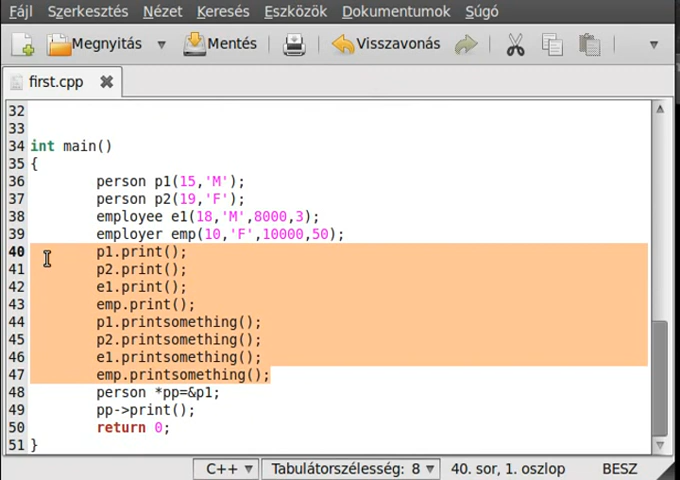 Fájl Szerkesztés Nézet Keresés Eszközök Dokumentumok Súgó
Megnyitás Mentés Visszavonás
first.cpp
32
33
34 int main()
35 {
36 person p1(15,'M');
37 person p2(19,'F');
38 employee e1(18,'M',8000,3);
39 employer emp(10,'F',10000,50);
40 p1.print();
41 p2.print();
42 e1.print();
43 emp.print();
44 p1.printsomething();
45 p2.printsomething();
46 e1.printsomething();
47 emp.printsomething();
48 person *pp=&p1;
49 pp->print();
50 return 0;
51 }
C++ Tabulátorszélesség: 8 40. sor, 1. oszlop BESZ